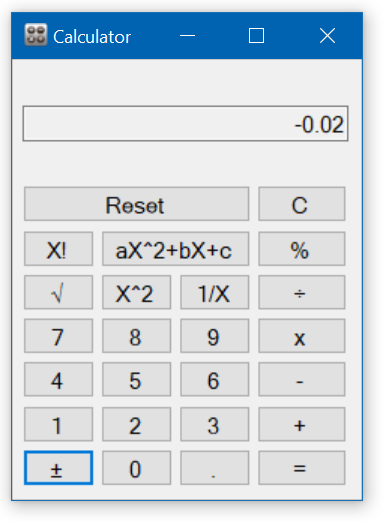 Calculator
-0.02
Reset C
X! aX^2+bX+c %
√ X^2 1/X ÷
7 8 9 x
4 5 6 -
1 2 3 +
± 0 . =